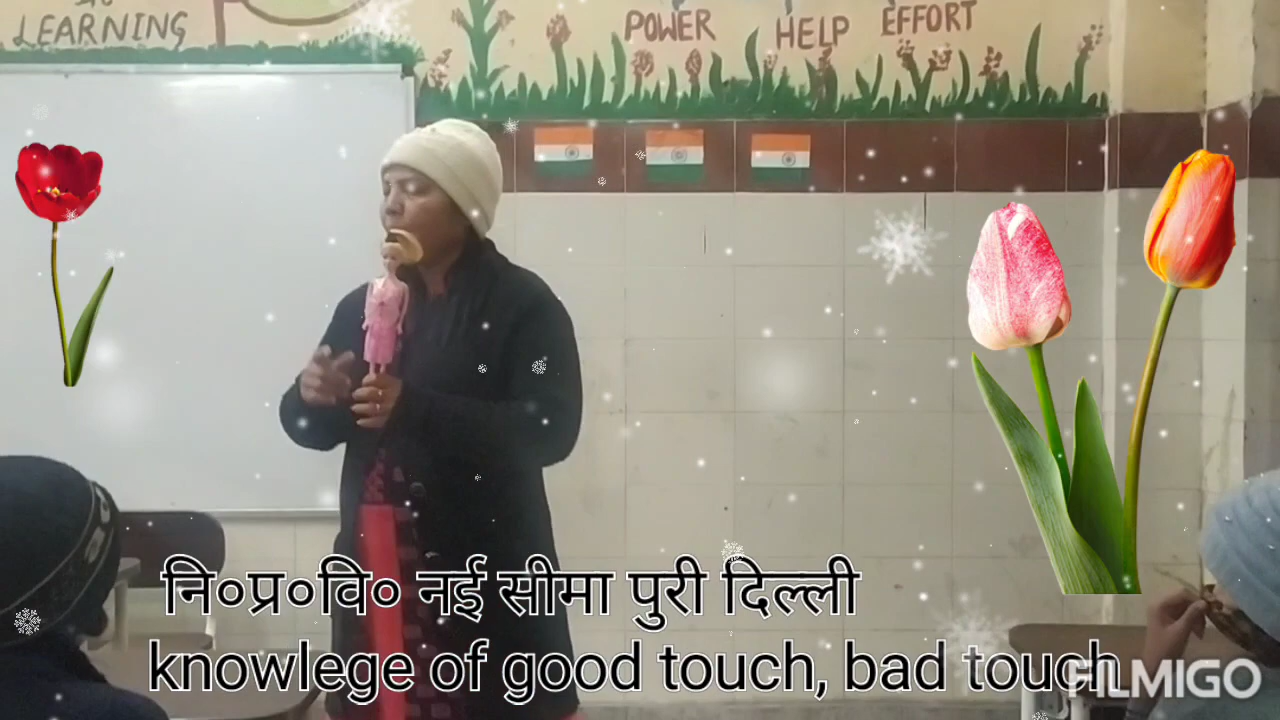 LEARNING
POWER HELP EFFORT
नि०प्र०वि० नई सीमा पुरी दिल्ली
knowlege of good touch, bad touch
FILMIGO